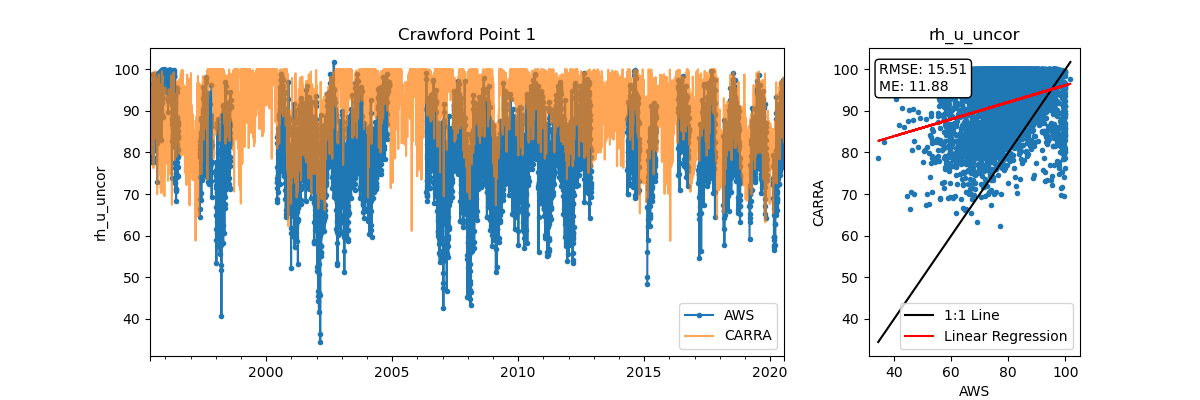 Crawford Point 1
rh_u_uncor
100
90
80
70
60
50
40
2000
2005
2010
2015
2020
AWS
CARRA
rh_u_uncor
RMSE: 15.51
ME: 11.88
CARRA
100
90
80
70
60
50
40
1:1 Line
Linear Regression
40
60
80
100
AWS